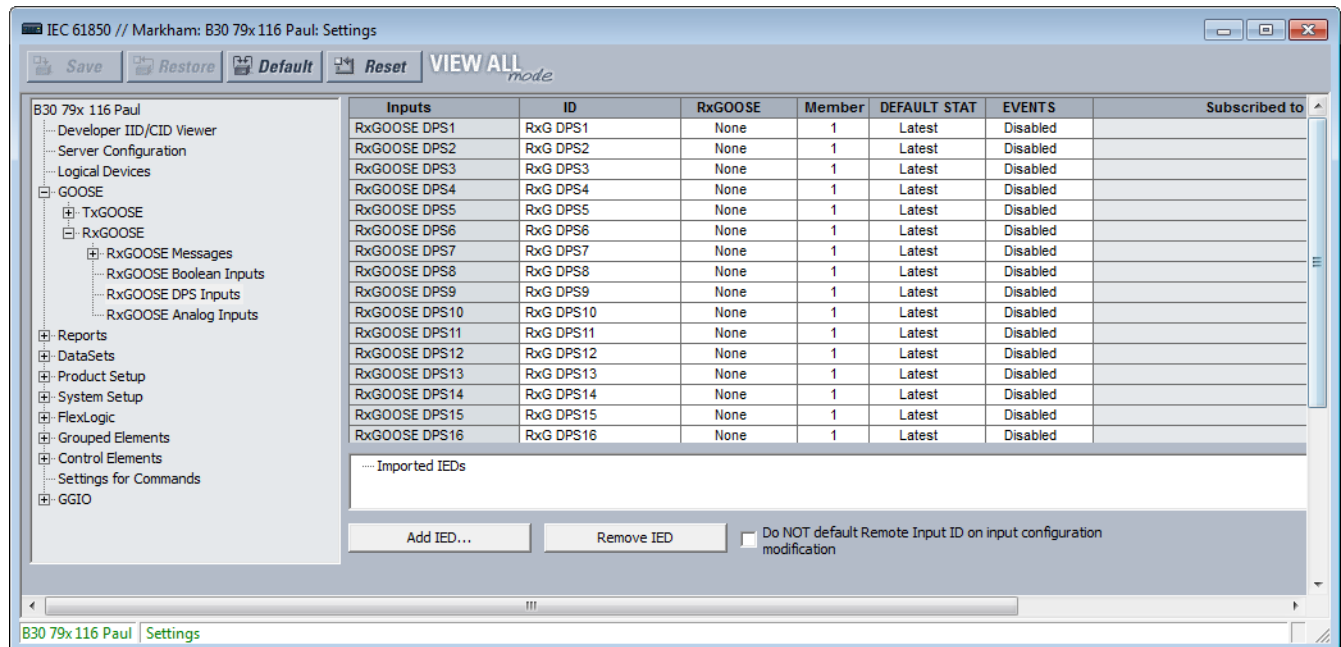 IEC 61850 // Markham: B30 79x 116 Paul: Settings
Save Restore Default Reset VIEW ALL mode
B30 79x 116 Paul
Developer IID/CID Viewer
Server Configuration
Logical Devices
GOOSE
TxGOOSE
RxGOOSE
RxGOOSE Messages
RxGOOSE Boolean Inputs
RxGOOSE DPS Inputs
RxGOOSE Analog Inputs
Reports
DataSets
Product Setup
System Setup
FlexLogic
Grouped Elements
Control Elements
Settings for Commands
GGIO
Inputs ID RxGOOSE Member DEFAULT STAT EVENTS Subscribed to
RxGOOSE DPS1 RxG DPS1 None 1 Latest Disabled
RxGOOSE DPS2 RxG DPS2 None 1 Latest Disabled
RxGOOSE DPS3 RxG DPS3 None 1 Latest Disabled
RxGOOSE DPS4 RxG DPS4 None 1 Latest Disabled
RxGOOSE DPS5 RxG DPS5 None 1 Latest Disabled
RxGOOSE DPS6 RxG DPS6 None 1 Latest Disabled
RxGOOSE DPS7 RxG DPS7 None 1 Latest Disabled
RxGOOSE DPS8 RxG DPS8 None 1 Latest Disabled
RxGOOSE DPS9 RxG DPS9 None 1 Latest Disabled
RxGOOSE DPS10 RxG DPS10 None 1 Latest Disabled
RxGOOSE DPS11 RxG DPS11 None 1 Latest Disabled
RxGOOSE DPS12 RxG DPS12 None 1 Latest Disabled
RxGOOSE DPS13 RxG DPS13 None 1 Latest Disabled
RxGOOSE DPS14 RxG DPS14 None 1 Latest Disabled
RxGOOSE DPS15 RxG DPS15 None 1 Latest Disabled
RxGOOSE DPS16 RxG DPS16 None 1 Latest Disabled
Imported IEDs
Add IED... Remove IED Do NOT default Remote Input ID on input configuration
modification
B30 79x 116 Paul Settings